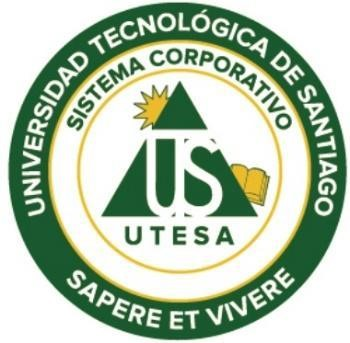 UNIVERSIDAD TECNOLÓGICA DE SANTIAGO
SISTEMA CORPORATIVO
US
UTESA
SAPERE ET VIVERE